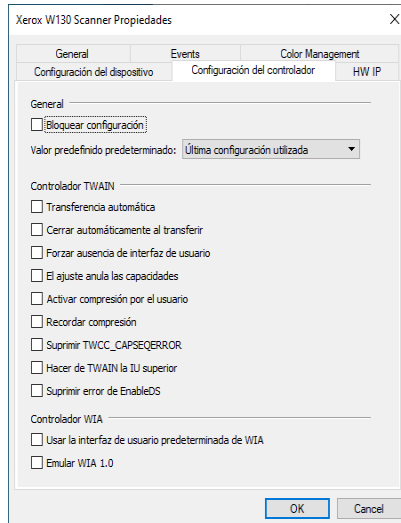 Xerox W130 Scanner Propiedades
General Events Color Management
Configuración del dispositivo Configuración del controlador HW IP
General
Bloquear configuración
Valor predefinido predeterminado: Última configuración utilizada
Controlador TWAIN
Transferencia automática
Cerrar automáticamente al transferir
Forzar ausencia de interfaz de usuario
El ajuste anula las capacidades
Activar compresión por el usuario
Recordar compresión
Suprimir TWCC_CAPSEQERROR
Hacer de TWAIN la IU superior
Suprimir error de EnableDS
Controlador WIA
Usar la interfaz de usuario predeterminada de WIA
Emular WIA 1.0
OK Cancel